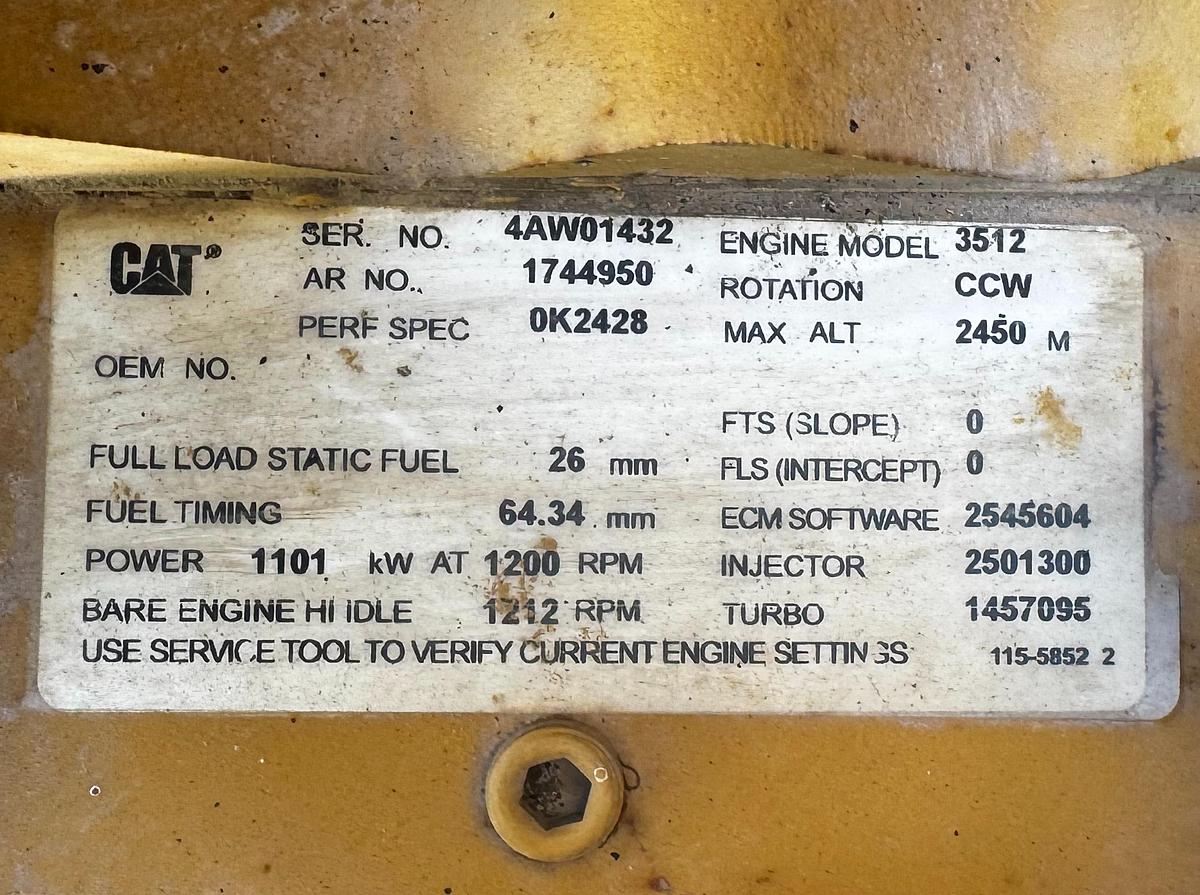 CAT® SER. NO. 4AW01432 ENGINE MODEL 3512
AR NO. 1744950 ROTATION CCW
PERF SPEC 0K2428 MAX ALT 2450 M
OEM NO.
FTS (SLOPE) 0
FULL LOAD STATIC FUEL 26 mm FLS (INTERCEPT) 0
FUEL TIMING 64.34 mm ECM SOFTWARE 2545604
POWER 1101 kW AT 1200 RPM INJECTOR 2501300
BARE ENGINE HI IDLE 1212 RPM TURBO 1457095
USE SERVICE TOOL TO VERIFY CURRENT ENGINE SETTINGS 115-5852 2